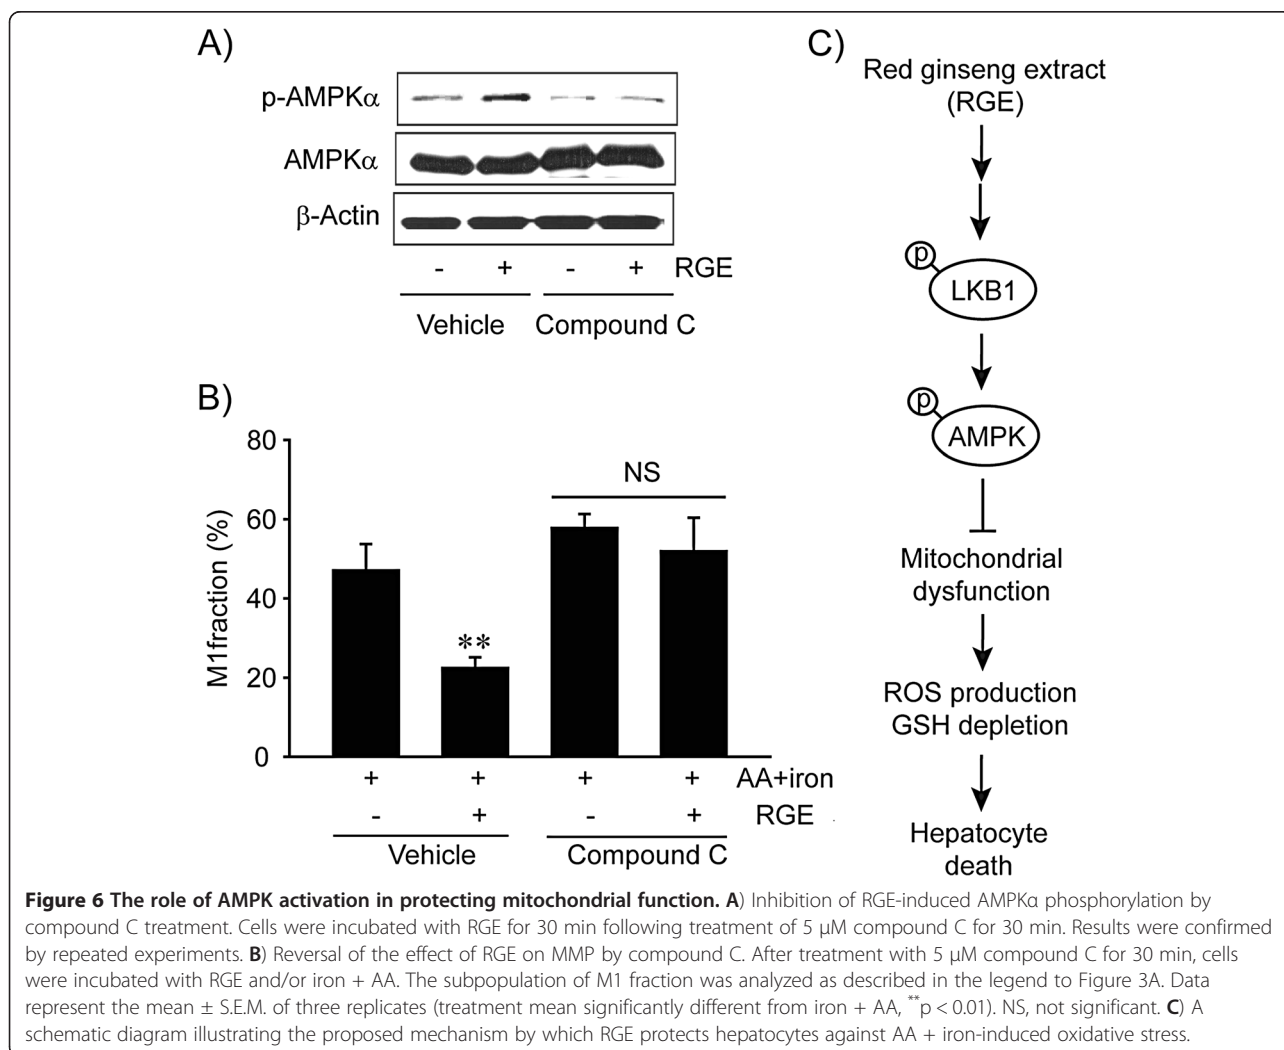 A)
p-AMPKα
AMPKα
β-Actin
- + - + RGE
Vehicle Compound C
B)
M1fraction (%)
80
60
40
20
0
**
NS
+ + + + AA+iron
- + - + RGE
Vehicle Compound C
C)
Red ginseng extract
(RGE)
p
LKB1
p
AMPK
Mitochondrial
dysfunction
ROS production
GSH depletion
Hepatocyte
death
Figure 6 The role of AMPK activation in protecting mitochondrial function. A) Inhibition of RGE-induced AMPKα phosphorylation by
compound C treatment. Cells were incubated with RGE for 30 min following treatment of 5 μM compound C for 30 min. Results were confirmed
by repeated experiments. B) Reversal of the effect of RGE on MMP by compound C. After treatment with 5 μM compound C for 30 min, cells
were incubated with RGE and/or iron + AA. The subpopulation of M1 fraction was analyzed as described in the legend to Figure 3A. Data
represent the mean ± S.E.M. of three replicates (treatment mean significantly different from iron + AA, **p < 0.01). NS, not significant. C) A
schematic diagram illustrating the proposed mechanism by which RGE protects hepatocytes against AA + iron-induced oxidative stress.